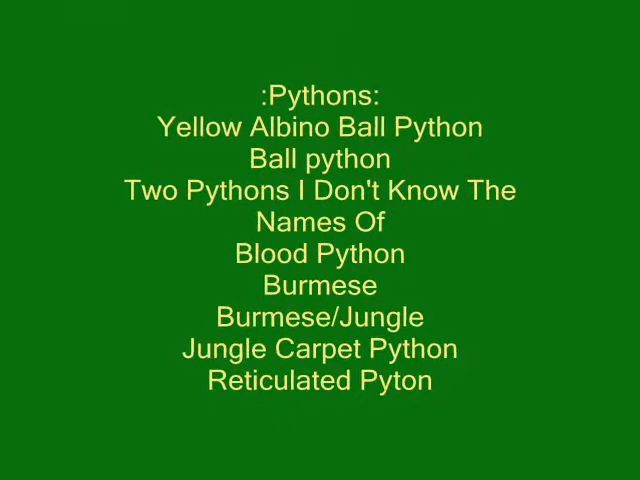 :Pythons:
Yellow Albino Ball Python
Ball python
Two Pythons I Don't Know The
Names Of
Blood Python
Burmese
Burmese/Jungle
Jungle Carpet Python
Reticulated Pyton